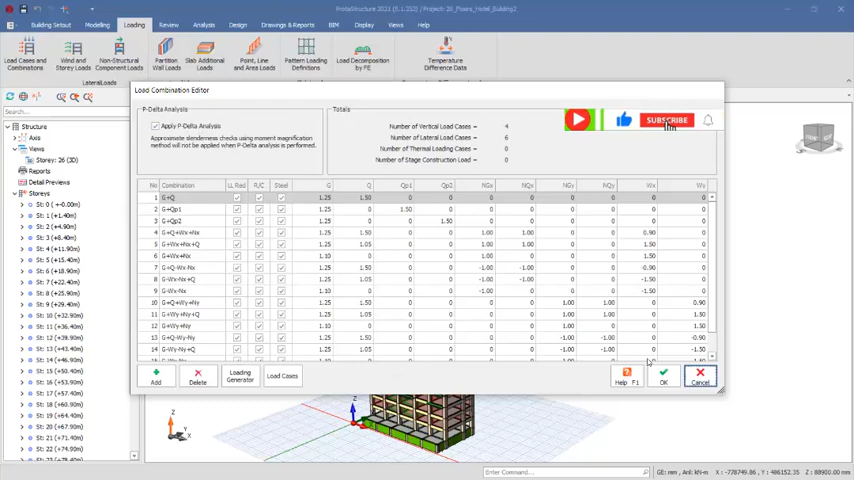 ProtaStructure 2021 (5.1.212) | Project: 20_Floors_Hotel_Building2
Building Setout Modelling Loading Review Analysis Design Drawings & Reports BIM Display Views Help
Load Cases and Combinations
Wind and Storey Loads
Non-Structural Component Loads
Partition Wall Loads
Slab Additional Loads
Point, Line and Area Loads
Pattern Loading Definitions
Load Decomposition by FE
Temperature Difference Data
Lateral Loads
Search...
Structure
Axis
Views
Storey: 26 (3D)
Reports
Detail Previews
Storeys
St: 0 ( +-0.00m)
St: 1 (+1.40m)
St: 2 (+4.90m)
St: 3 (+8.40m)
St: 4 (+11.90m)
St: 5 (+15.40m)
St: 6 (+18.90m)
St: 7 (+22.40m)
St: 8 (+25.90m)
St: 9 (+29.40m)
St: 10 (+32.90m)
St: 11 (+36.40m)
St: 12 (+39.90m)
St: 13 (+43.40m)
St: 14 (+46.90m)
St: 15 (+50.40m)
St: 16 (+53.90m)
St: 17 (+57.40m)
St: 18 (+60.90m)
St: 19 (+64.40m)
St: 20 (+67.90m)
St: 21 (+71.40m)
St: 22 (+74.90m)
St: 23 (+78.40m)
Load Combination Editor
P-Delta Analysis
Apply P-Delta Analysis
Approximate slenderness checks using moment magnification
method will not be applied when P-Delta analysis is performed.
Totals
Number of Vertical Load Cases = 4
Number of Lateral Load Cases = 6
Number of Thermal Loading Cases = 0
Number of Stage Construction Load = 0
SUBSCRIBE
No Combination LL Red R/C Steel G Q Qp1 Qp2 NGx NQx NGy NQy Wx Wy
1 G+Q 1.25 1.50 0 0 0 0 0 0 0 0
2 G+Qp1 1.25 0 1.50 0 0 0 0 0 0 0
3 G+Qp2 1.25 0 0 1.50 0 0 0 0 0 0
4 G+Q+Wx+Nx 1.25 1.50 0 0 1.00 1.00 0 0 0.90 0
5 G+Wx+Nx+Q 1.25 1.05 0 0 1.00 1.00 0 0 1.50 0
6 G+Wx+Nx 1.10 0 0 0 1.00 0 0 0 1.50 0
7 G+Q-Wx-Nx 1.25 1.50 0 0 -1.00 -1.00 0 0 -0.90 0
8 G-Wx-Nx+Q 1.25 1.05 0 0 -1.00 -1.00 0 0 -1.50 0
9 G-Wx-Nx 1.10 0 0 0 -1.00 0 0 0 -1.50 0
10 G+Q+Wy+Ny 1.25 1.50 0 0 0 0 1.00 1.00 0 0.90
11 G+Wy+Ny+Q 1.25 1.05 0 0 0 0 1.00 1.00 0 1.50
12 G+Wy+Ny 1.10 0 0 0 0 0 1.00 0 0 1.50
13 G+Q-Wy-Ny 1.25 1.50 0 0 0 0 -1.00 -1.00 0 -0.90
14 G-Wy-Ny+Q 1.25 1.05 0 0 0 0 -1.00 -1.00 0 -1.50
Add
Delete
Loading Generator
Load Cases
Help F1
OK
Cancel
Enter Command...
GE: mm, Anl: kN-m X : -778749.86 , Y : 486152.35 Z : 88900.00 mm